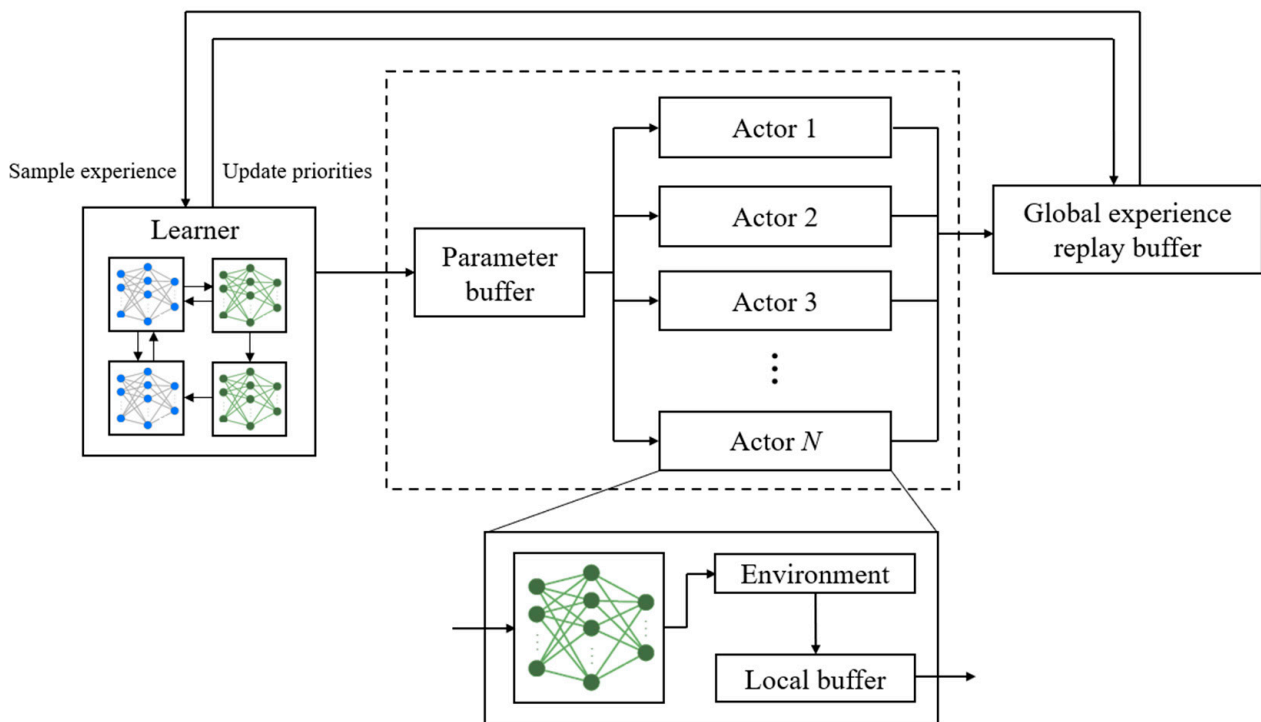 Sample experience
Update priorities
Learner
Parameter
buffer
Actor 1
Actor 2
Actor 3
Actor N
Global experience
replay buffer
Environment
Local buffer